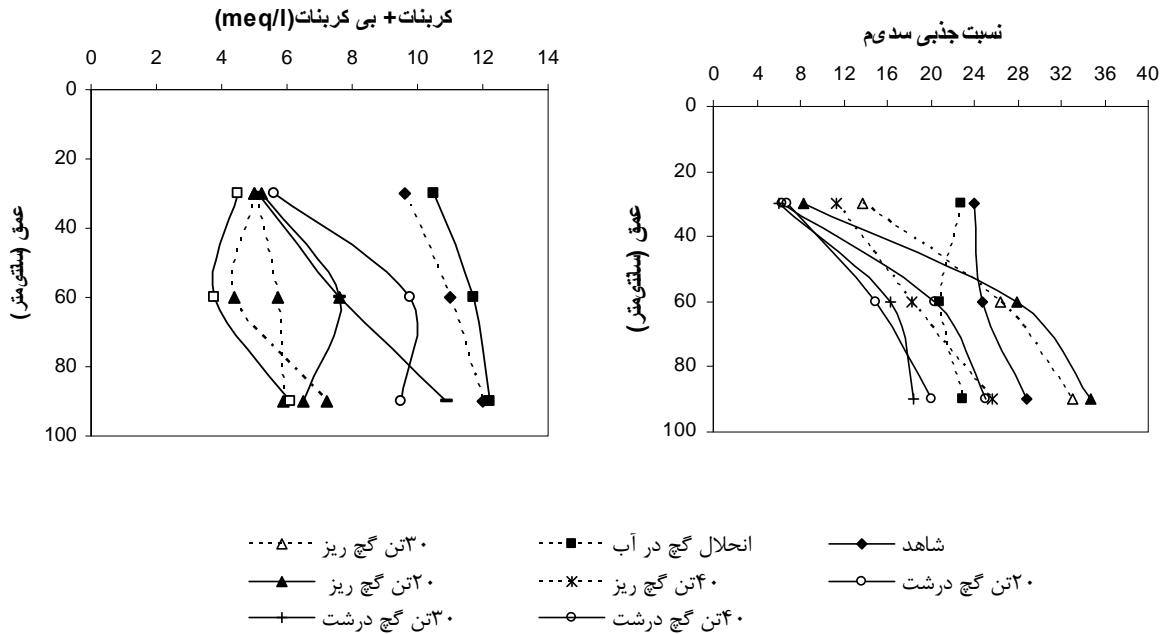 کربنات+ بی کربنات(meq/l)
0 2 4 6 8 10 12 14
0
20
40
60
80
100
عمق (سانتی‌متر)
نسبت جذبی سد یم
0 4 8 12 16 20 24 28 32 36 40
0
20
40
60
80
100
عمق (سانتی‌متر)
شاهد
انحلال گچ در آب
۳۰تن گچ ریز
۲۰تن گچ درشت
۴۰تن گچ ریز
۲۰تن گچ ریز
۴۰تن گچ درشت
۳۰تن گچ درشت